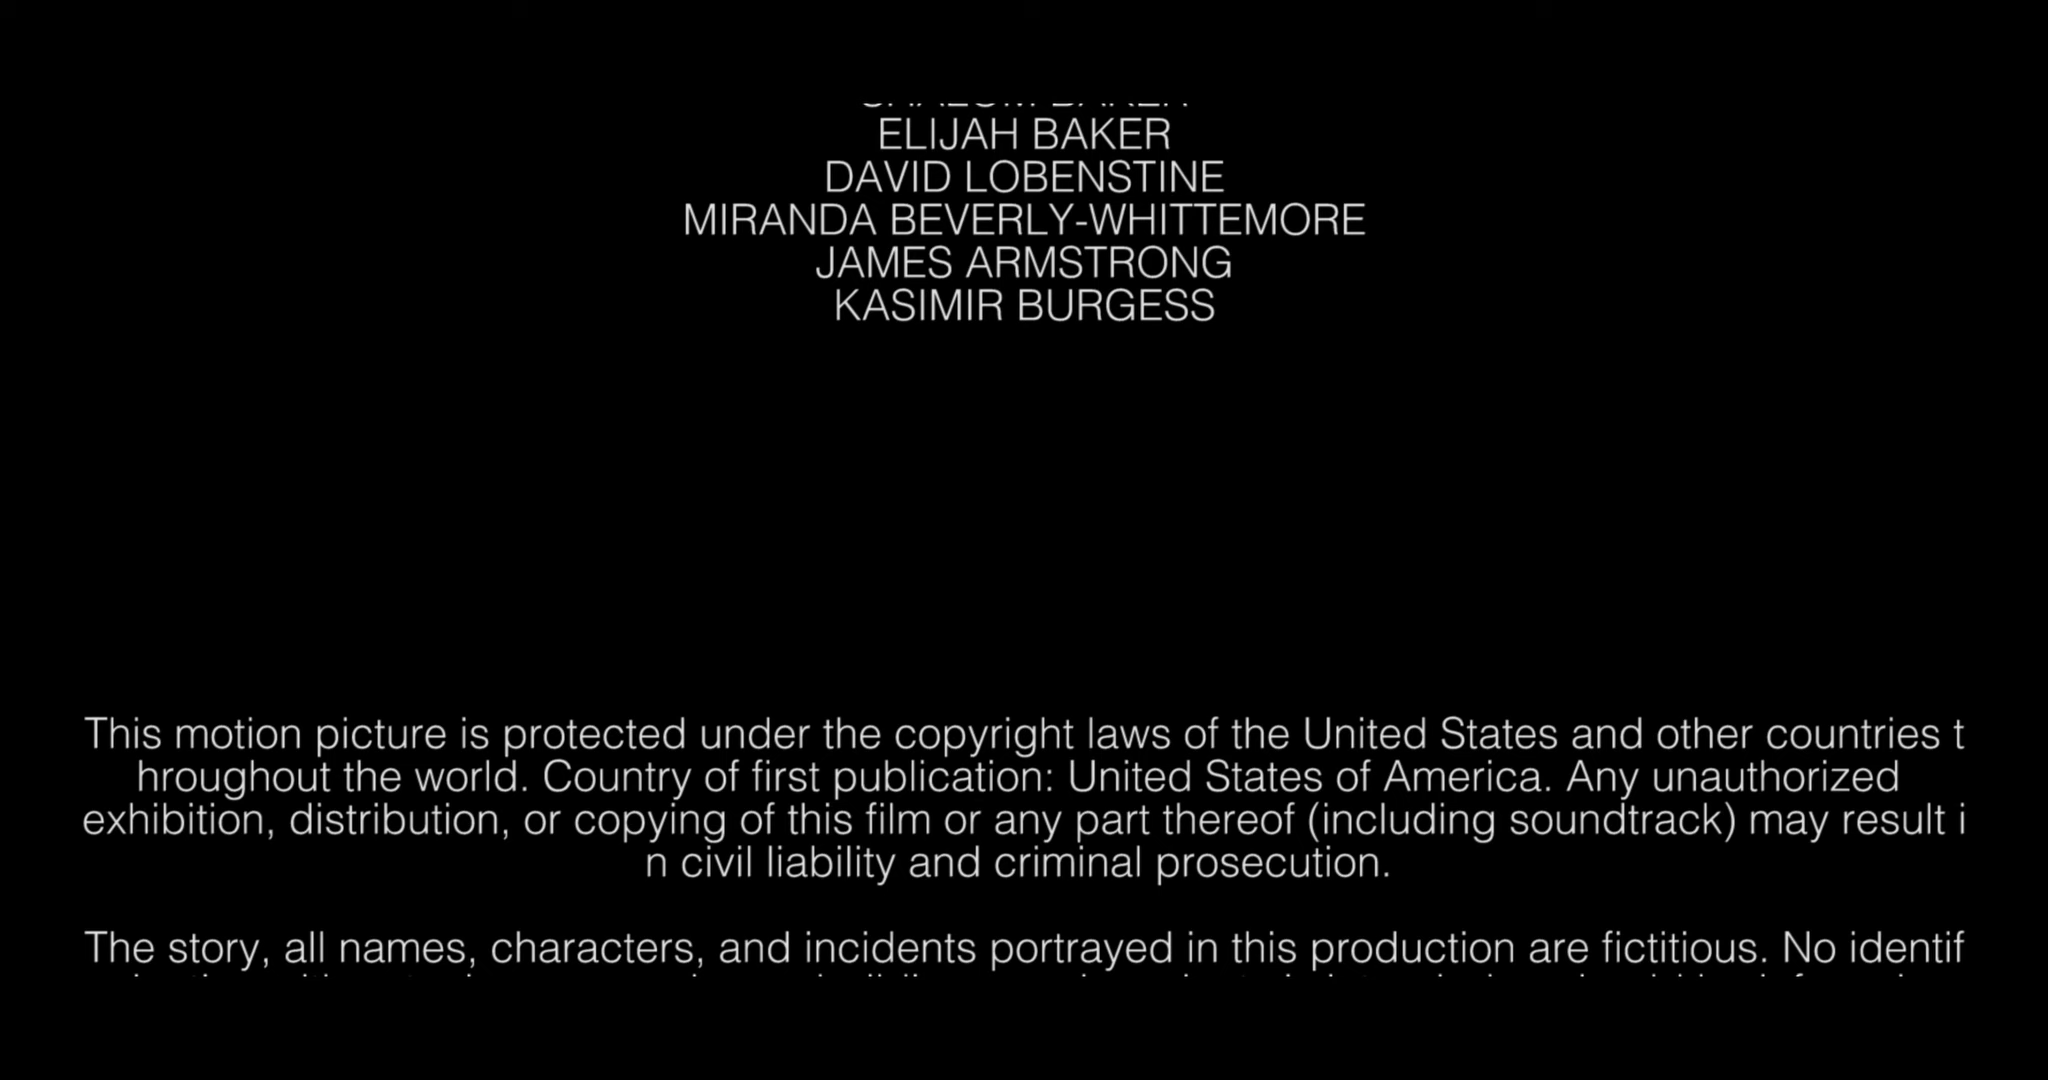 ELIJAH BAKER
DAVID LOBENSTINE
MIRANDA BEVERLY-WHITTEMORE
JAMES ARMSTRONG
KASIMIR BURGESS
This motion picture is protected under the copyright laws of the United States and other countries t
hroughout the world. Country of first publication: United States of America. Any unauthorized
exhibition, distribution, or copying of this film or any part thereof (including soundtrack) may result i
n civil liability and criminal prosecution.
The story, all names, characters, and incidents portrayed in this production are fictitious. No identif